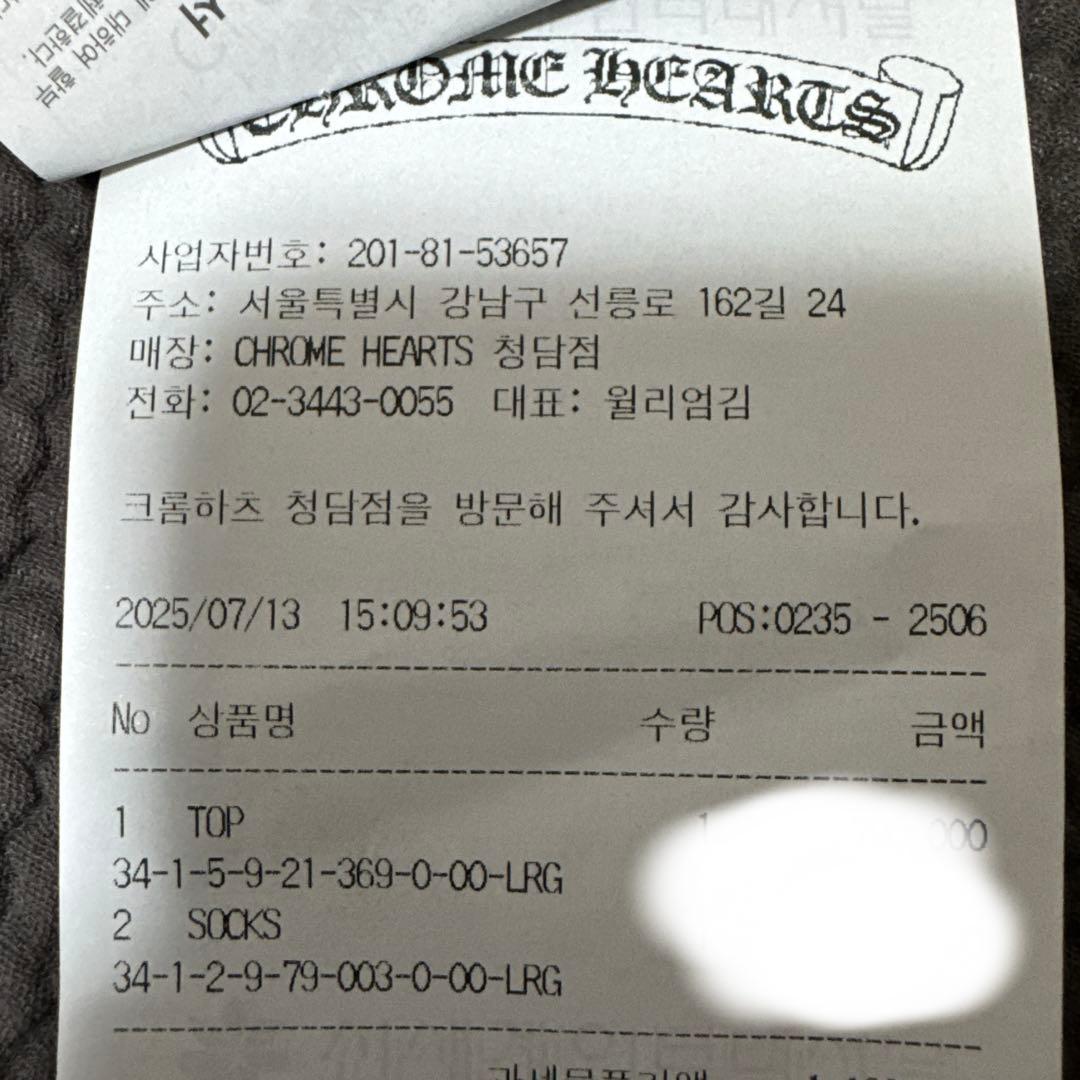 CHROME HEARTS
사업자번호: 201-81-53657
주소: 서울특별시 강남구 선릉로 162길 24
매장: CHROME HEARTS 청담점
전화: 02-3443-0055 대표: 윌리엄김
크롬하츠 청담점을 방문해 주셔서 감사합니다.
2025/07/13 15:09:53 POS:0235 - 2506
No 상품명 수량 금액
1 TOP 1 000
34-1-5-9-21-369-0-00-LRG
2 SOCKS
34-1-2-9-79-003-0-00-LRG